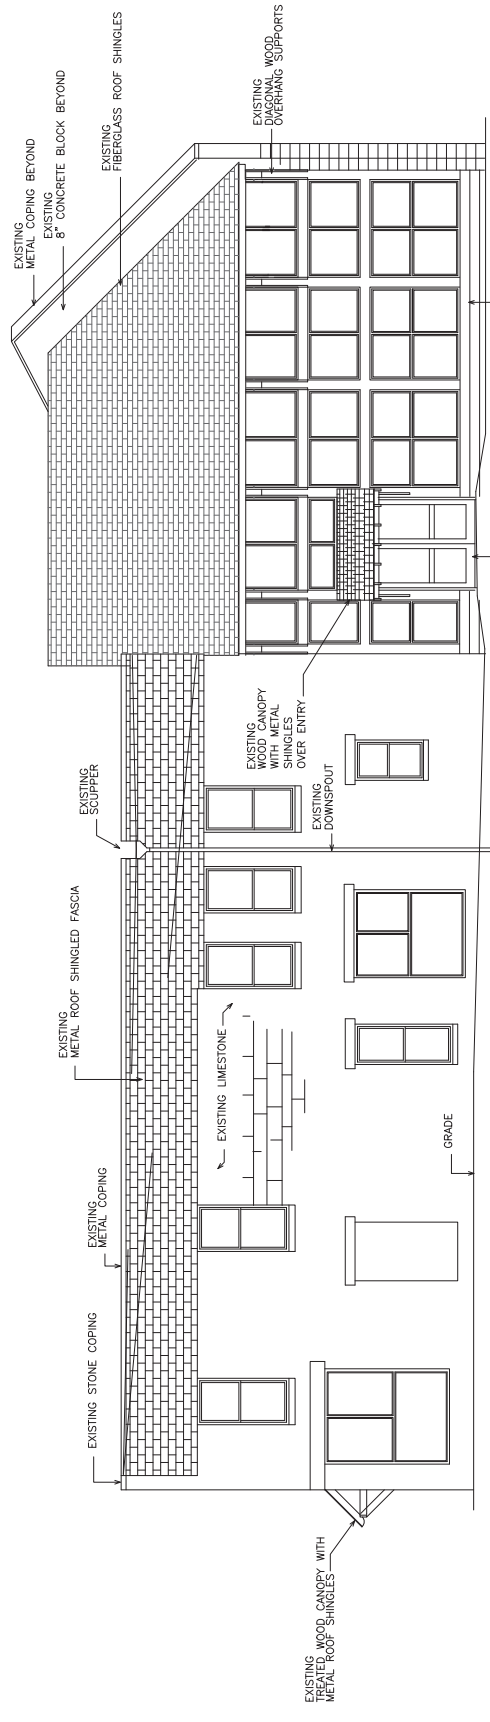 EXISTING
TREATED WOOD CANOPY WITH
METAL ROOF SHINGLES
EXISTING STONE COPING
EXISTING
METAL COPING
EXISTING
METAL ROOF SHINGLED FASCIA
EXISTING
SCUPPER
EXISTING LIMESTONE
GRADE
EXISTING
DOWNSPOUT
EXISTING
WOOD CANOPY
WITH METAL
SHINGLES
OVER ENTRY
EXISTING
METAL COPING BEYOND
EXISTING
8" CONCRETE BLOCK BEYOND
EXISTING
FIBERGLASS ROOF SHINGLES
EXISTING
DIAGONAL WOOD
OVERHANG SUPPORTS